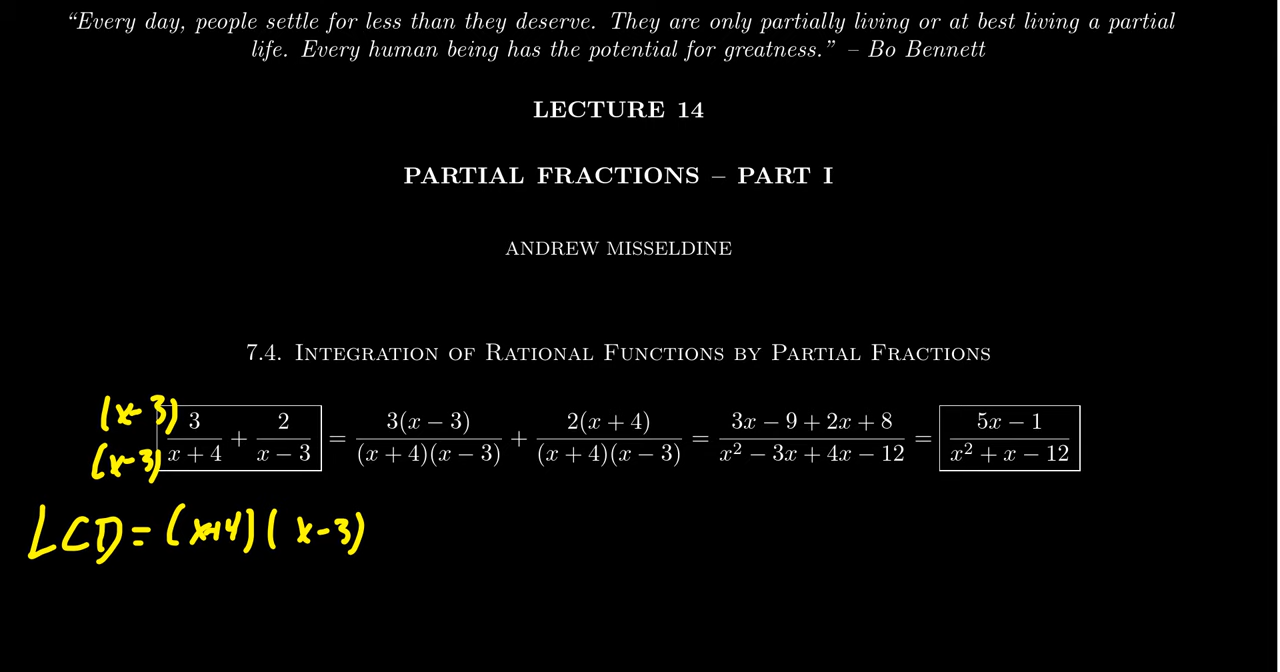 “Every day, people settle for less than they deserve. They are only partially living or at best living a partial
life. Every human being has the potential for greatness.” – Bo Bennett
LECTURE 14
PARTIAL FRACTIONS – PART I
ANDREW MISSELDINE
7.4. Integration of Rational Functions by Partial Fractions
(x-3)/(x-3) 3/(x + 4) + 2/(x − 3) = 3(x − 3)/((x + 4)(x − 3)) + 2(x + 4)/((x + 4)(x − 3)) = (3x − 9 + 2x + 8)/(x² − 3x + 4x − 12) = (5x − 1)/(x² + x − 12)
LCD = (x+4)(x-3)